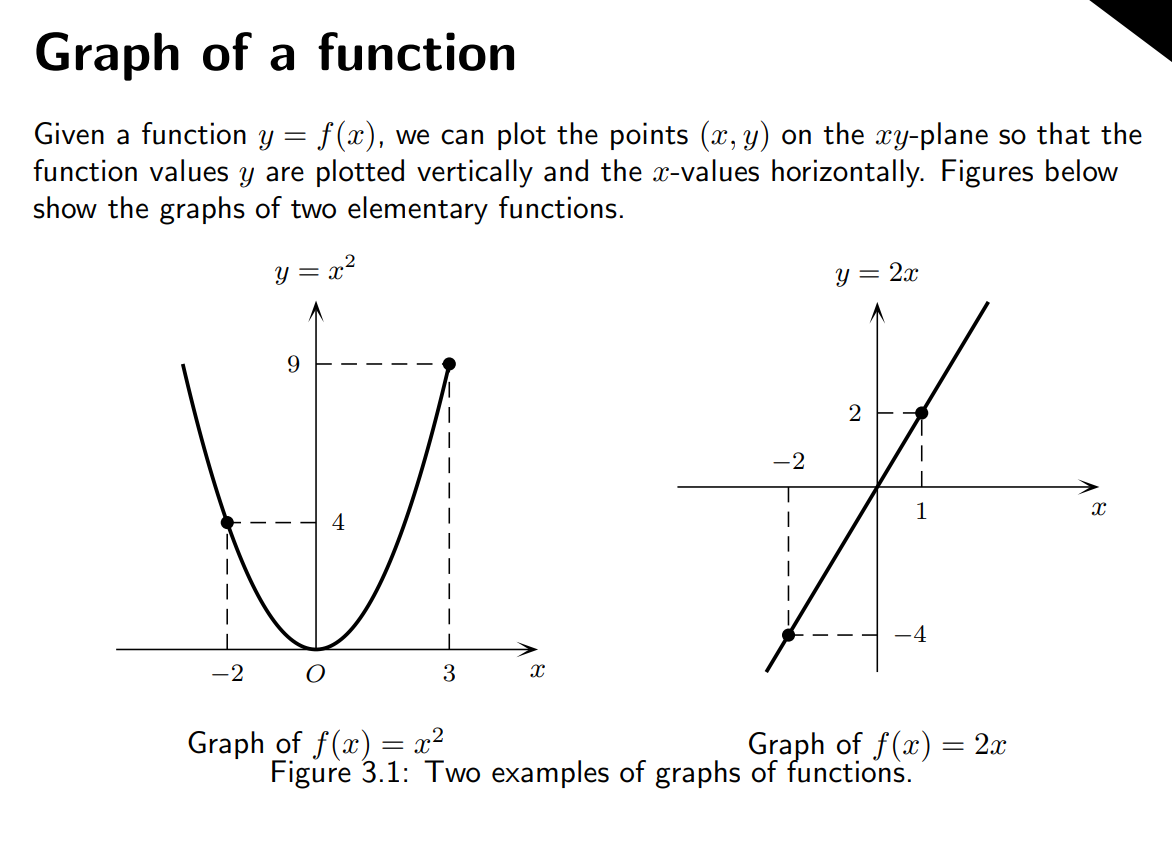 Graph of a function
Given a function y = f(x), we can plot the points (x, y) on the xy-plane so that the
function values y are plotted vertically and the x-values horizontally. Figures below
show the graphs of two elementary functions.
y = x²
9
4
−2
O
3
x
y = 2x
2
−2
1
x
−4
Graph of f(x) = x²
Graph of f(x) = 2x
Figure 3.1: Two examples of graphs of functions.